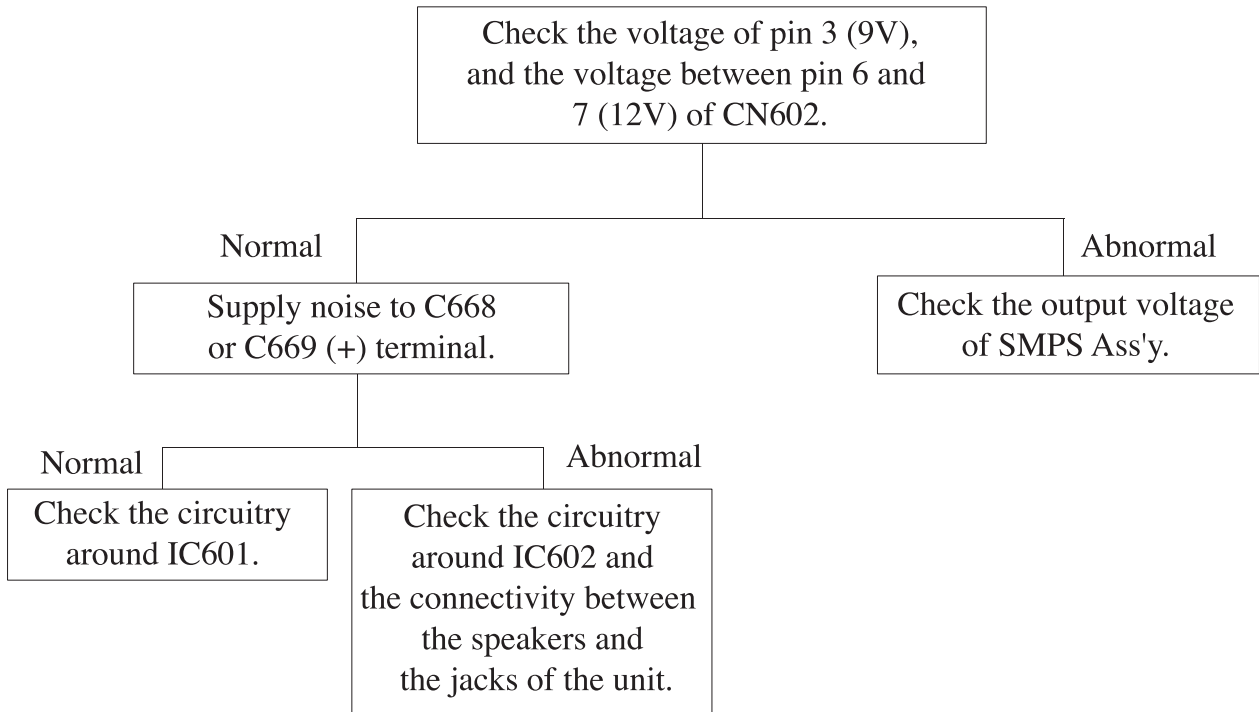 Check the voltage of pin 3 (9V),
and the voltage between pin 6 and
7 (12V) of CN602.
Normal
Abnormal
Supply noise to C668
or C669 (+) terminal.
Check the output voltage
of SMPS Ass'y.
Normal
Abnormal
Check the circuitry
around IC601.
Check the circuitry
around IC602 and
the connectivity between
the speakers and
the jacks of the unit.